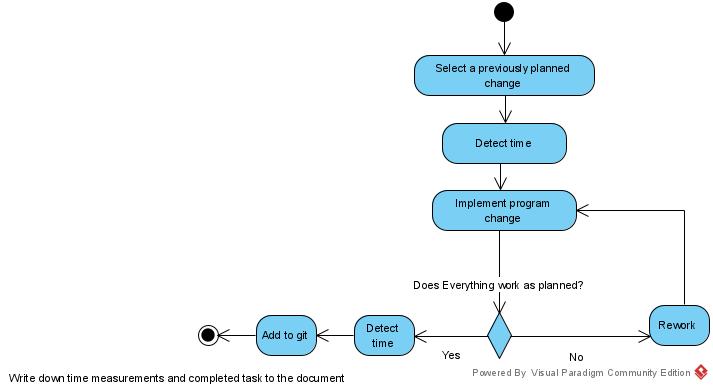 Select a previously planned
change
Detect time
Implement program
change
Does Everything work as planned?
Add to git
Detect
time
Rework
Yes
No
Powered By Visual Paradigm Community Edition
Write down time measurements and completed task to the document